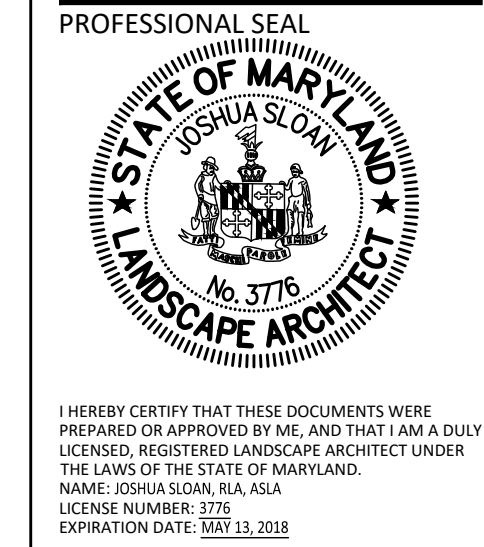 PROFESSIONAL SEAL
STATE OF MARYLAND
JOSHUA SLOAN
FATTI MASCHII PAROLE FEMINE
No. 3776
LANDSCAPE ARCHITECT
I HEREBY CERTIFY THAT THESE DOCUMENTS WERE
PREPARED OR APPROVED BY ME, AND THAT I AM A DULY
LICENSED, REGISTERED LANDSCAPE ARCHITECT UNDER
THE LAWS OF THE STATE OF MARYLAND.
NAME: JOSHUA SLOAN, RLA, ASLA
LICENSE NUMBER: 3776
EXPIRATION DATE: MAY 13, 2018